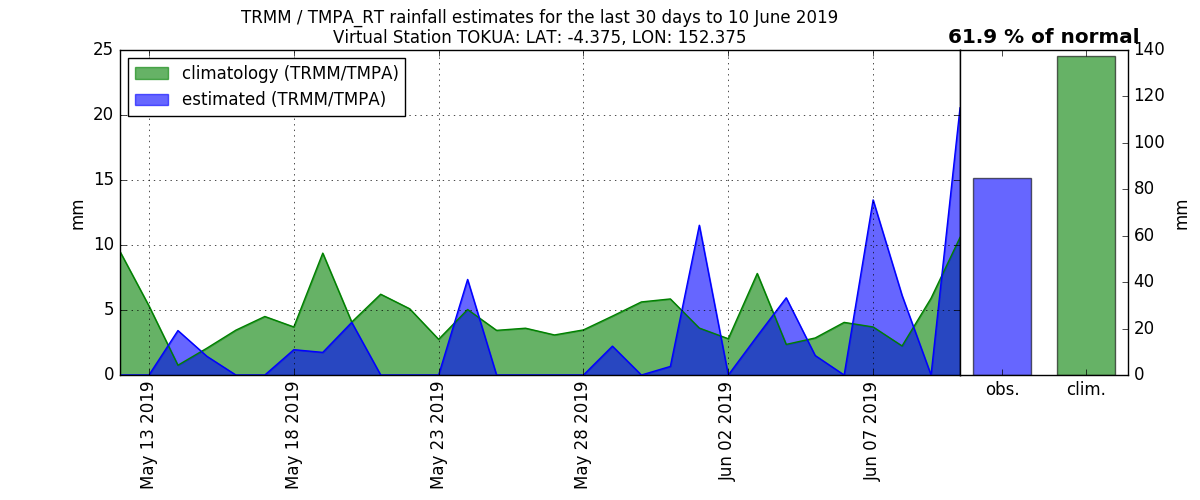 TRMM / TMPA_RT rainfall estimates for the last 30 days to 10 June 2019
Virtual Station TOKUA: LAT: -4.375, LON: 152.375
61.9 % of normal
climatology (TRMM/TMPA)
estimated (TRMM/TMPA)
mm
25
20
15
10
5
0
May 13 2019
May 18 2019
May 23 2019
May 28 2019
Jun 02 2019
Jun 07 2019
obs.
clim.
140
120
100
80
60
40
20
0
mm